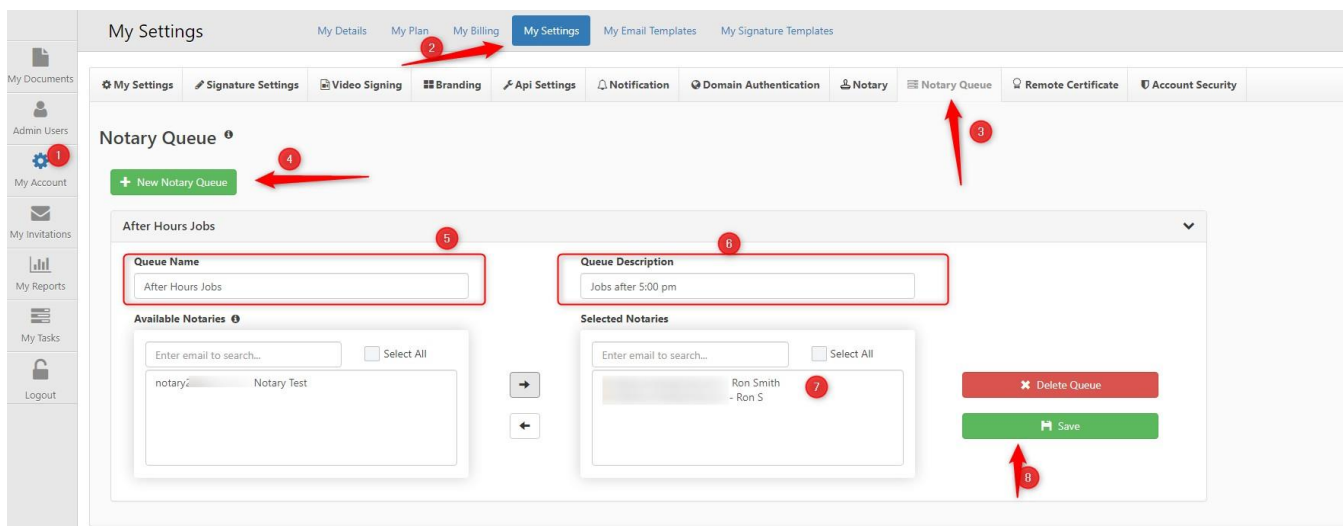 My Settings
My Details My Plan My Billing My Settings My Email Templates My Signature Templates
2
My Documents
My Settings Signature Settings Video Signing Branding Api Settings Notification Domain Authentication Notary Notary Queue Remote Certificate Account Security
Admin Users
Notary Queue
3
1
My Account
4
New Notary Queue
My Invitations
After Hours Jobs
5
6
Queue Name Queue Description
My Reports
After Hours Jobs Jobs after 5:00 pm
Available Notaries Selected Notaries
My Tasks
Enter email to search... Select All Enter email to search... Select All
notary2 Notary Test Ron Smith
- Ron S
7
Delete Queue
Logout
Save
8